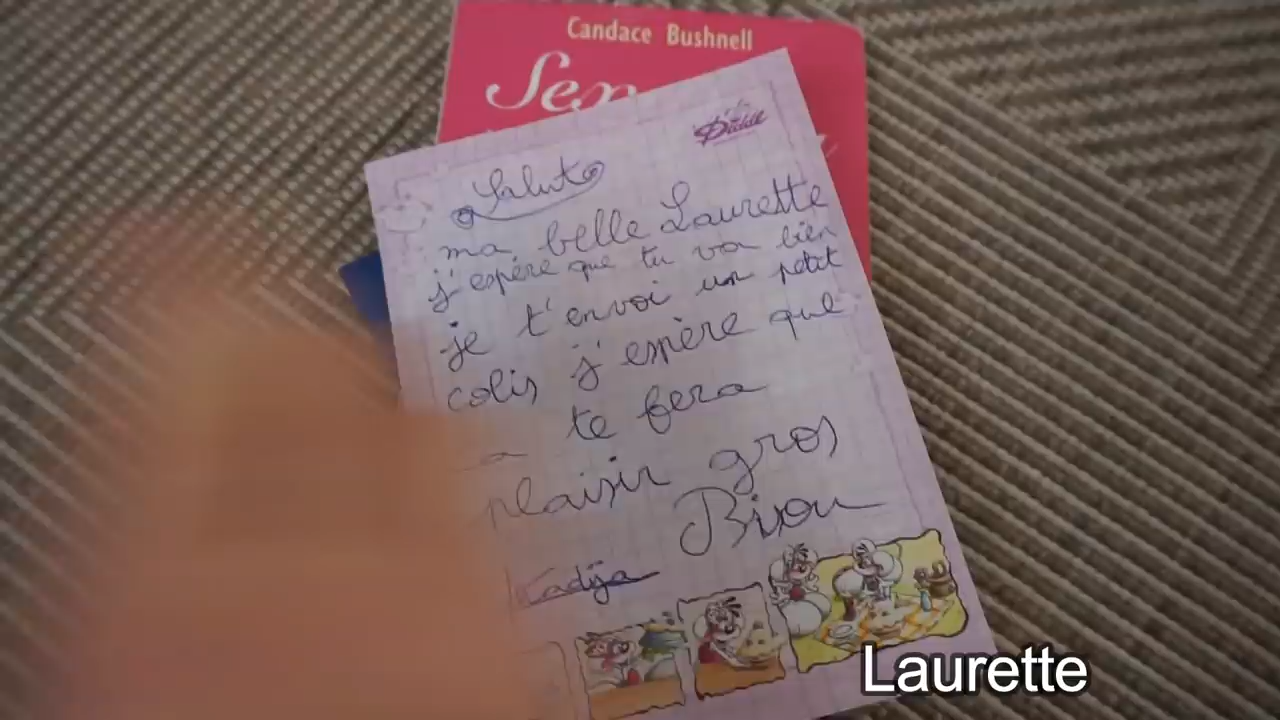 Candace Bushnell
Sex
Diddl
Salut
ma belle Laurette
j'espère que tu va bien
je t'envoi un petit
colis j'espère que
te fera
plaisir gros
Bisou
Kadija
Laurette